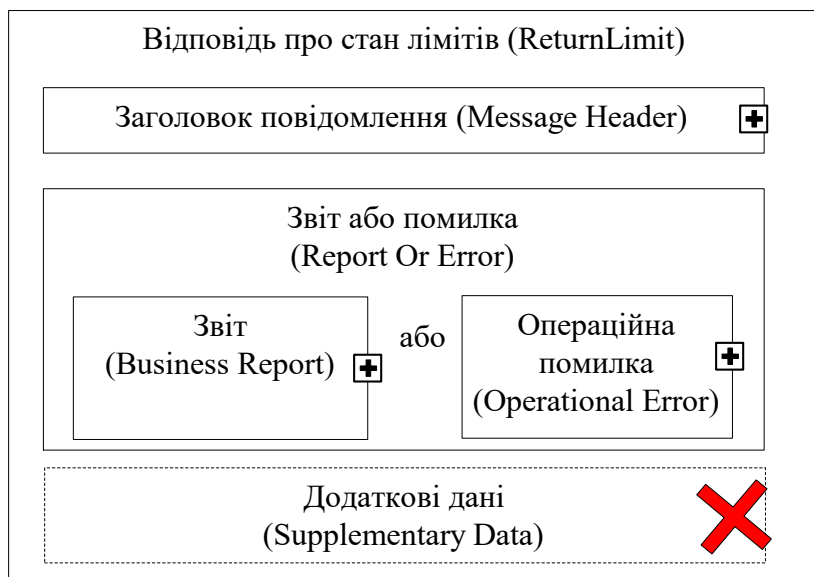 Відповідь про стан лімітів (ReturnLimit)
Заголовок повідомлення (Message Header)
Звіт або помилка
(Report Or Error)
Звіт
(Business Report)
або
Операційна
помилка
(Operational Error)
Додаткові дані
(Supplementary Data)